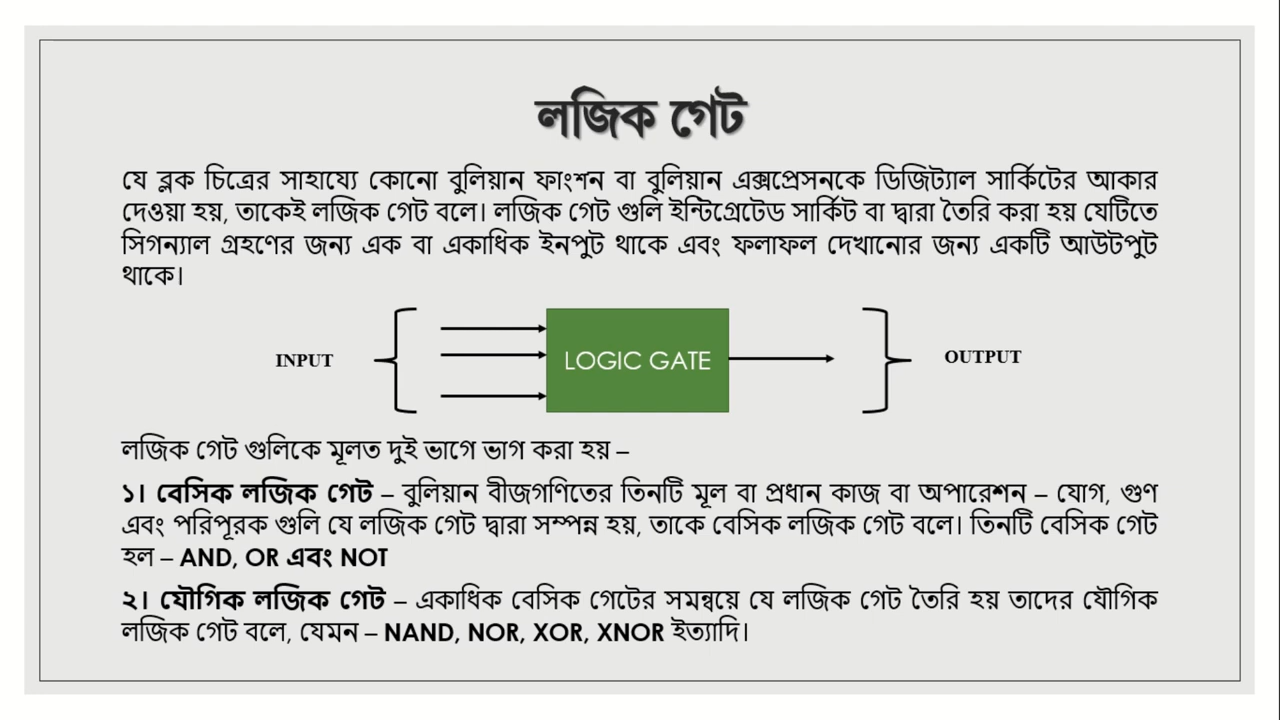 লজিক গেট
যে ব্লক চিত্রের সাহায্যে কোনো বুলিয়ান ফাংশন বা বুলিয়ান এক্সপ্রেসনকে ডিজিট্যাল সার্কিটের আকার
দেওয়া হয়, তাকেই লজিক গেট বলে। লজিক গেট গুলি ইন্টিগ্রেটেড সার্কিট বা দ্বারা তৈরি করা হয় যেটিতে
সিগন্যাল গ্রহণের জন্য এক বা একাধিক ইনপুট থাকে এবং ফলাফল দেখানোর জন্য একটি আউটপুট
থাকে।
INPUT
LOGIC GATE
OUTPUT
লজিক গেট গুলিকে মূলত দুই ভাগে ভাগ করা হয় –
১। বেসিক লজিক গেট – বুলিয়ান বীজগণিতের তিনটি মূল বা প্রধান কাজ বা অপারেশন – যোগ, গুণ
এবং পরিপূরক গুলি যে লজিক গেট দ্বারা সম্পন্ন হয়, তাকে বেসিক লজিক গেট বলে। তিনটি বেসিক গেট
হল – AND, OR এবং NOT
২। যৌগিক লজিক গেট – একাধিক বেসিক গেটের সমন্বয়ে যে লজিক গেট তৈরি হয় তাদের যৌগিক
লজিক গেট বলে, যেমন – NAND, NOR, XOR, XNOR ইত্যাদি।